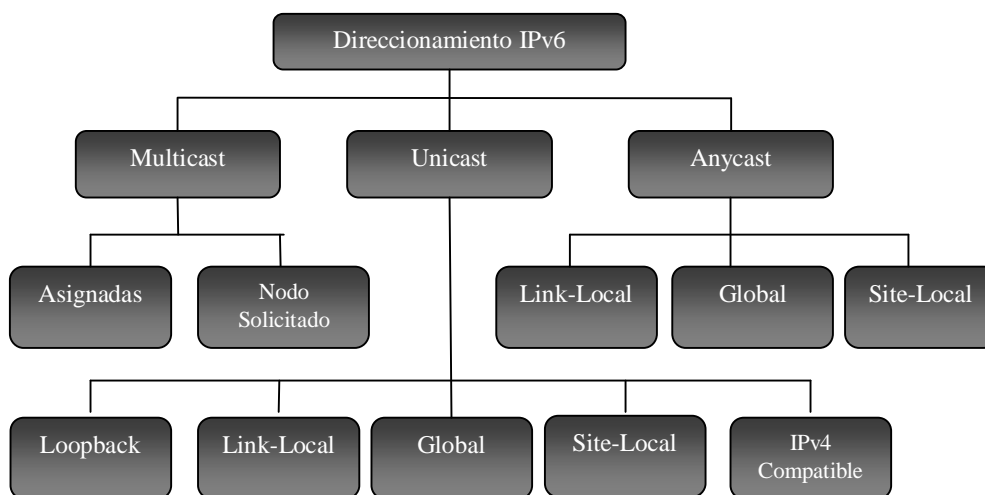 Direccionamiento IPv6
Multicast
Unicast
Anycast
Asignadas
Nodo
Solicitado
Link-Local
Global
Site-Local
Loopback
Link-Local
Global
Site-Local
IPv4
Compatible